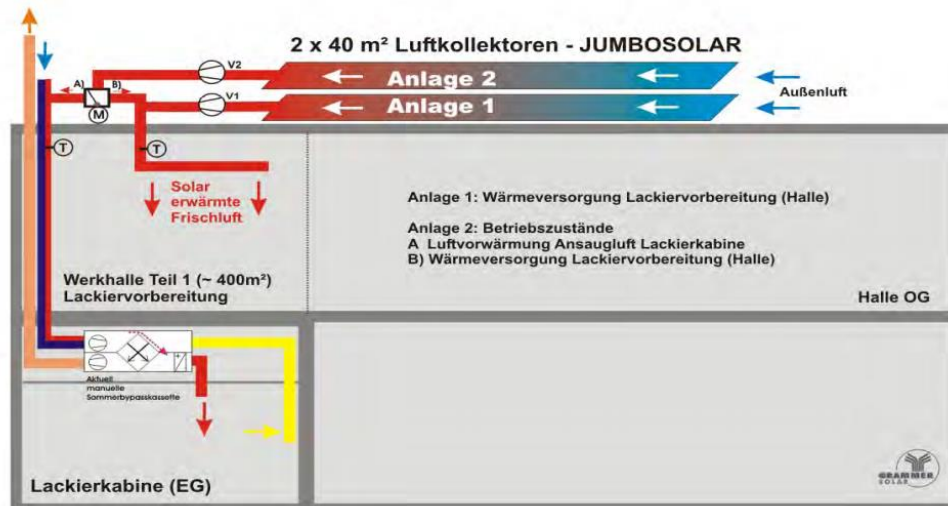 2 x 40 m² Luftkollektoren - JUMBOSOLAR
V2
Anlage 2
A)
B)
V1
Anlage 1
Außenluft
M
T
T
Solar
erwärmte
Frischluft
Anlage 1: Wärmeversorgung Lackiervorbereitung (Halle)
Anlage 2: Betriebszustände
A Luftvorwärmung Ansaugluft Lackierkabine
B) Wärmeversorgung Lackiervorbereitung (Halle)
Werkhalle Teil 1 (~ 400m²)
Lackiervorbereitung
Halle OG
Aktuell
manuelle
Sommerbypasskassette
Lackierkabine (EG)
GRAMMER
SOLAR